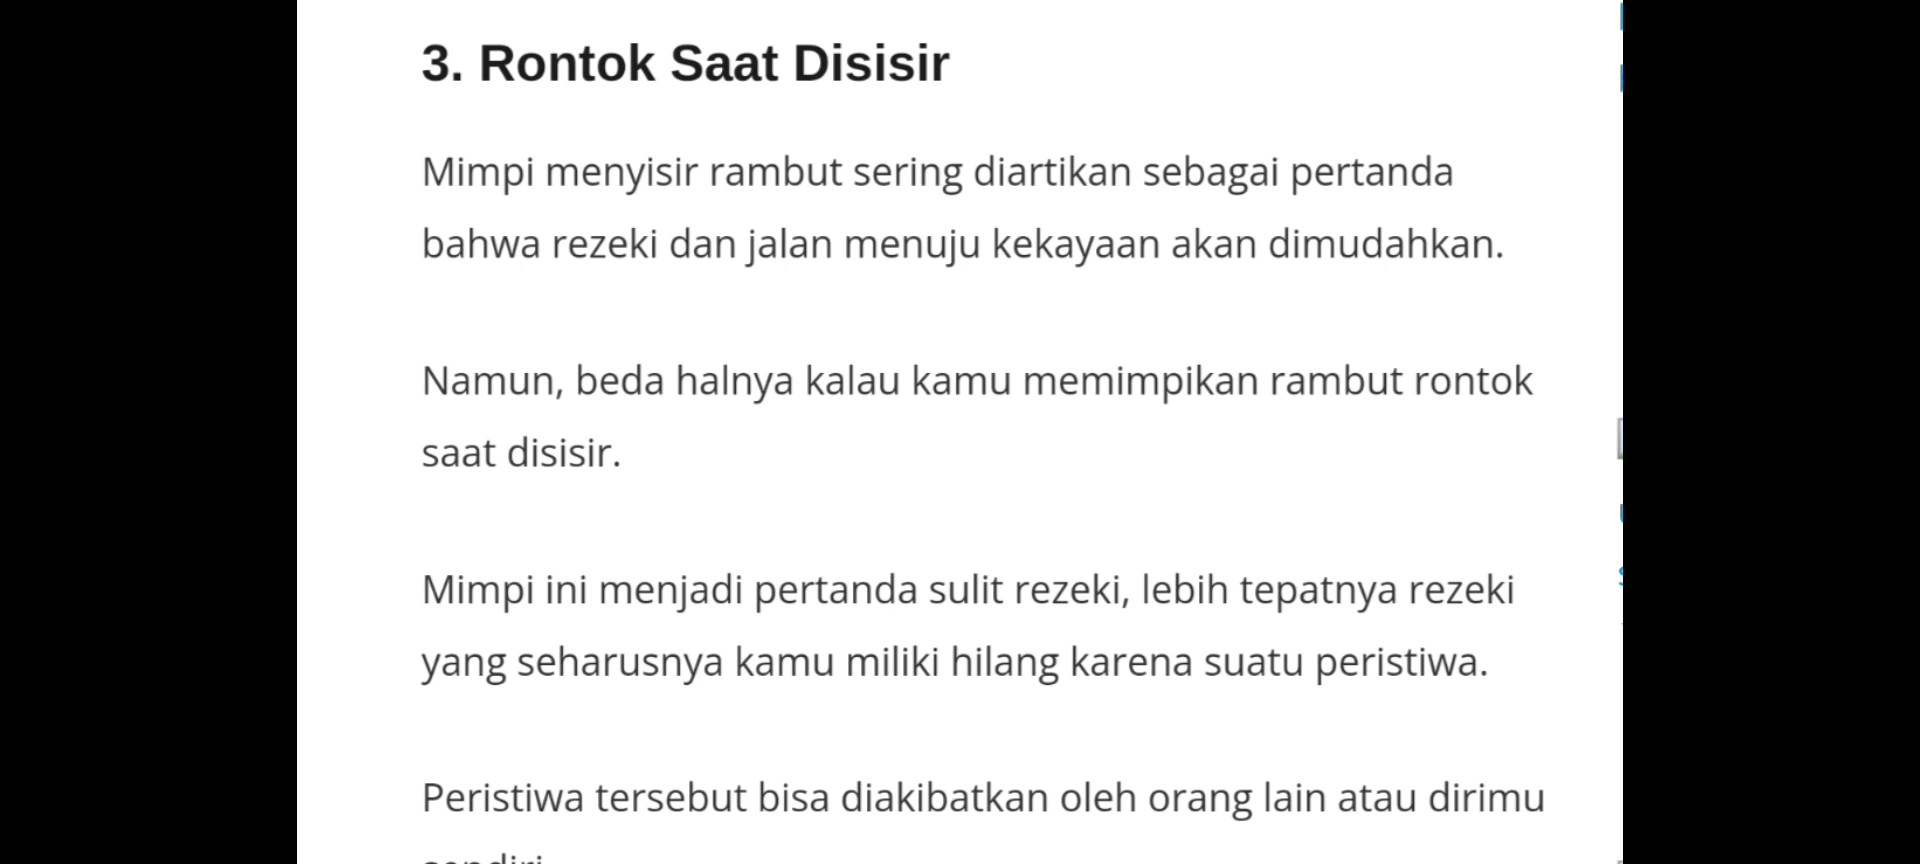 3. Rontok Saat Disisir
Mimpi menyisir rambut sering diartikan sebagai pertanda
bahwa rezeki dan jalan menuju kekayaan akan dimudahkan.
Namun, beda halnya kalau kamu memimpikan rambut rontok
saat disisir.
Mimpi ini menjadi pertanda sulit rezeki, lebih tepatnya rezeki
yang seharusnya kamu miliki hilang karena suatu peristiwa.
Peristiwa tersebut bisa diakibatkan oleh orang lain atau dirimu